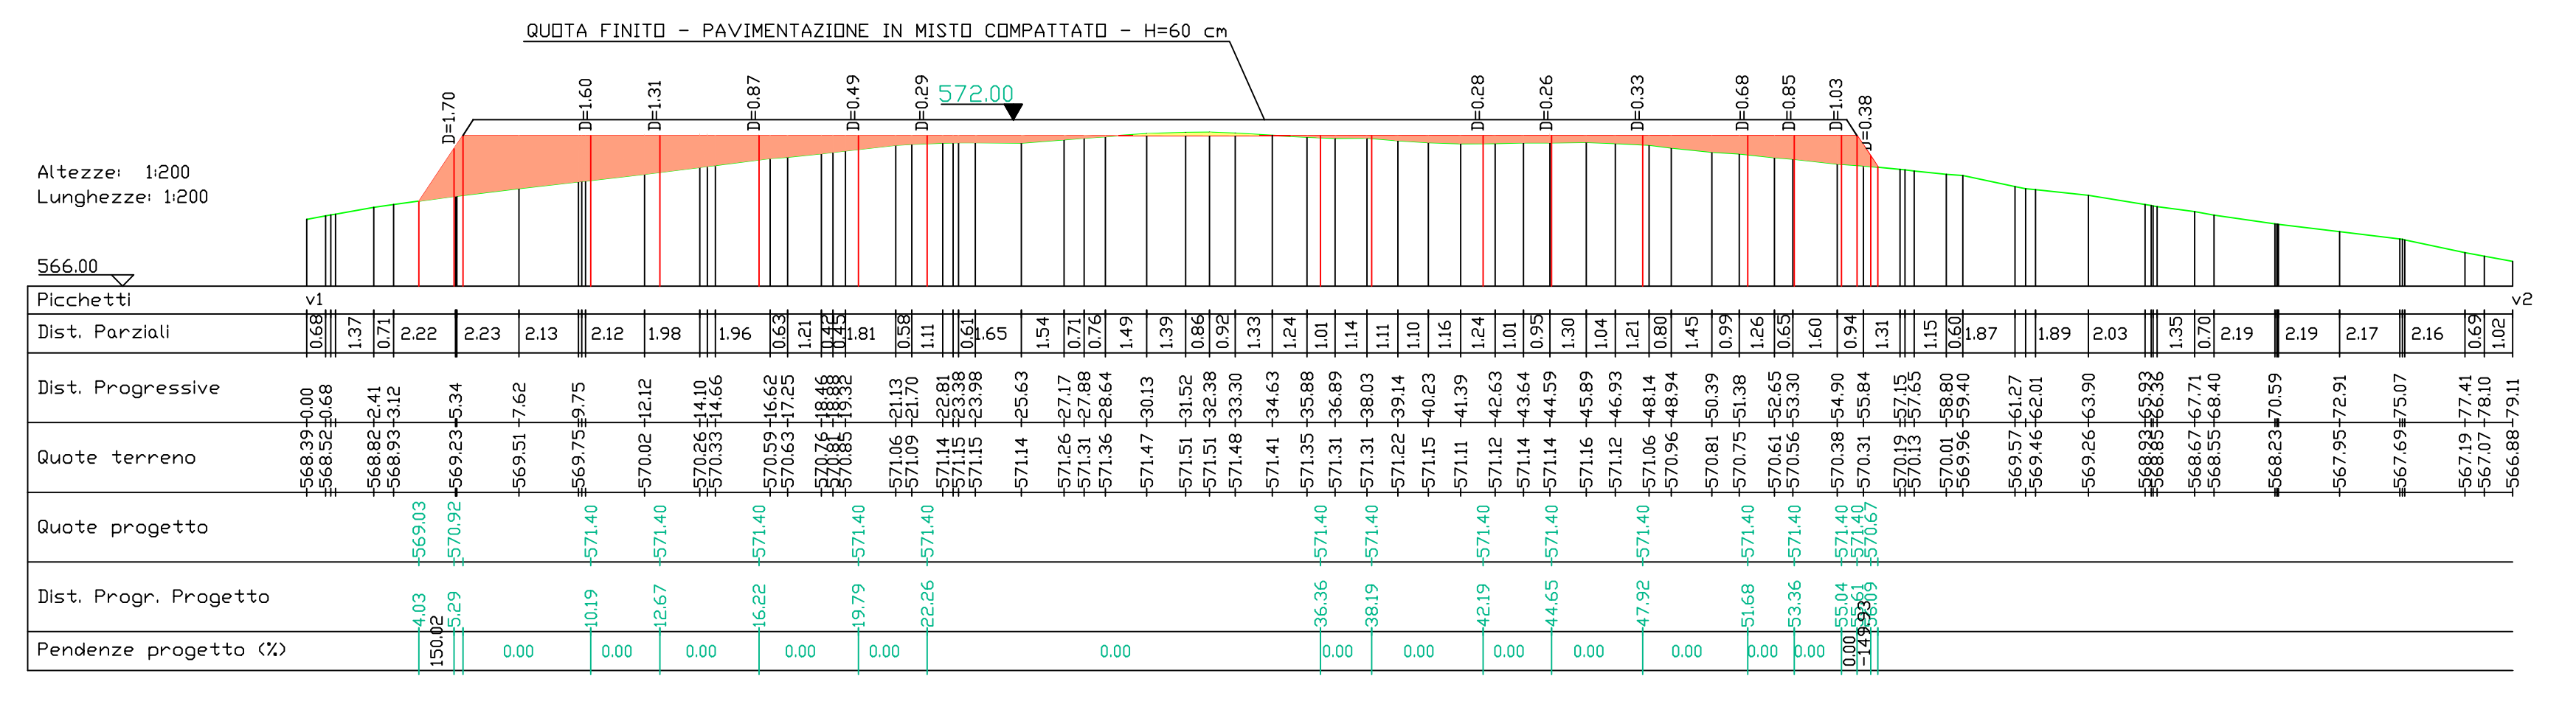 QUOTA FINITO - PAVIMENTAZIONE IN MISTO COMPATTATO - H=60 cm
D=1.70 D=1.60 D=1.31 D=0.87 D=0.49 D=0.29 572.00 D=0.28 D=0.26 D=0.33 D=0.68 D=0.85 D=1.03 D=0.38
Altezze: 1:200
Lunghezze: 1:200
566.00
Picchetti v1 v2
Dist. Parziali 0.68 1.37 0.71 2.22 2.23 2.13 2.12 1.98 1.96 0.63 1.21 0.42 0.45 1.81 0.58 1.11 0.61 1.65 1.54 0.71 0.76 1.49 1.39 0.86 0.92 1.33 1.24 1.01 1.14 1.11 1.10 1.16 1.24 1.01 0.95 1.30 1.04 1.21 0.80 1.45 0.99 1.26 0.65 1.60 0.94 1.31 1.15 0.60 1.87 1.89 2.03 1.35 0.70 2.19 2.19 2.17 2.16 0.69 1.02
Dist. Progressive 0.00 0.68 2.41 3.12 5.34 7.62 9.75 12.12 14.10 14.66 16.62 17.25 18.46 18.88 19.32 21.13 21.70 22.81 23.38 23.98 25.63 27.17 27.88 28.64 30.13 31.52 32.38 33.30 34.63 35.88 36.89 38.03 39.14 40.23 41.39 42.63 43.64 44.59 45.89 46.93 48.14 48.94 50.39 51.38 52.65 53.30 54.90 55.84 57.15 57.65 58.80 59.40 61.27 62.01 63.90 65.93 66.36 67.71 68.40 70.59 72.91 75.07 77.41 78.10 79.11
Quote terreno 568.39 568.52 568.82 568.93 569.23 569.51 569.75 570.02 570.26 570.33 570.59 570.63 570.76 570.81 570.85 571.06 571.09 571.14 571.15 571.15 571.14 571.26 571.31 571.36 571.47 571.51 571.51 571.48 571.41 571.35 571.31 571.31 571.22 571.15 571.11 571.12 571.14 571.14 571.16 571.12 571.06 570.96 570.81 570.75 570.61 570.56 570.38 570.31 570.19 570.13 570.01 569.96 569.57 569.46 569.26 568.93 568.85 568.67 568.55 568.23 567.95 567.69 567.19 567.07 566.88
Quote progetto 569.03 570.92 571.40 571.40 571.40 571.40 571.40 571.40 571.40 571.40 571.40 571.40 571.40 571.40 571.40 571.40 570.67
Dist. Progr. Progetto 4.03 5.29 10.19 12.67 16.22 19.79 22.26 36.36 38.19 42.19 44.65 47.92 51.68 53.36 55.04 55.61 56.09
Pendenze progetto (%) 150.02 0.00 0.00 0.00 0.00 0.00 0.00 0.00 0.00 0.00 0.00 0.00 0.00 0.00 0.00 -149.93